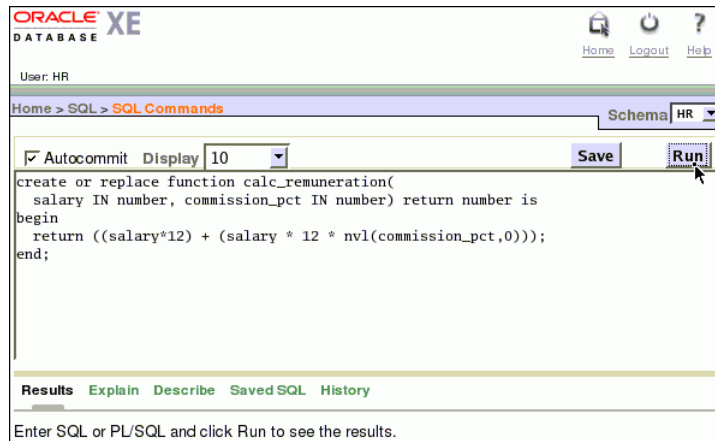 ORACLE XE
DATABASE
Home Logout Help
User: HR
Home > SQL > SQL Commands
Schema HR
Autocommit Display 10 Save Run
create or replace function calc_remuneration(
salary IN number, commission_pct IN number) return number is
begin
return ((salary*12) + (salary * 12 * nvl(commission_pct,0)));
end;
Results Explain Describe Saved SQL History
Enter SQL or PL/SQL and click Run to see the results.